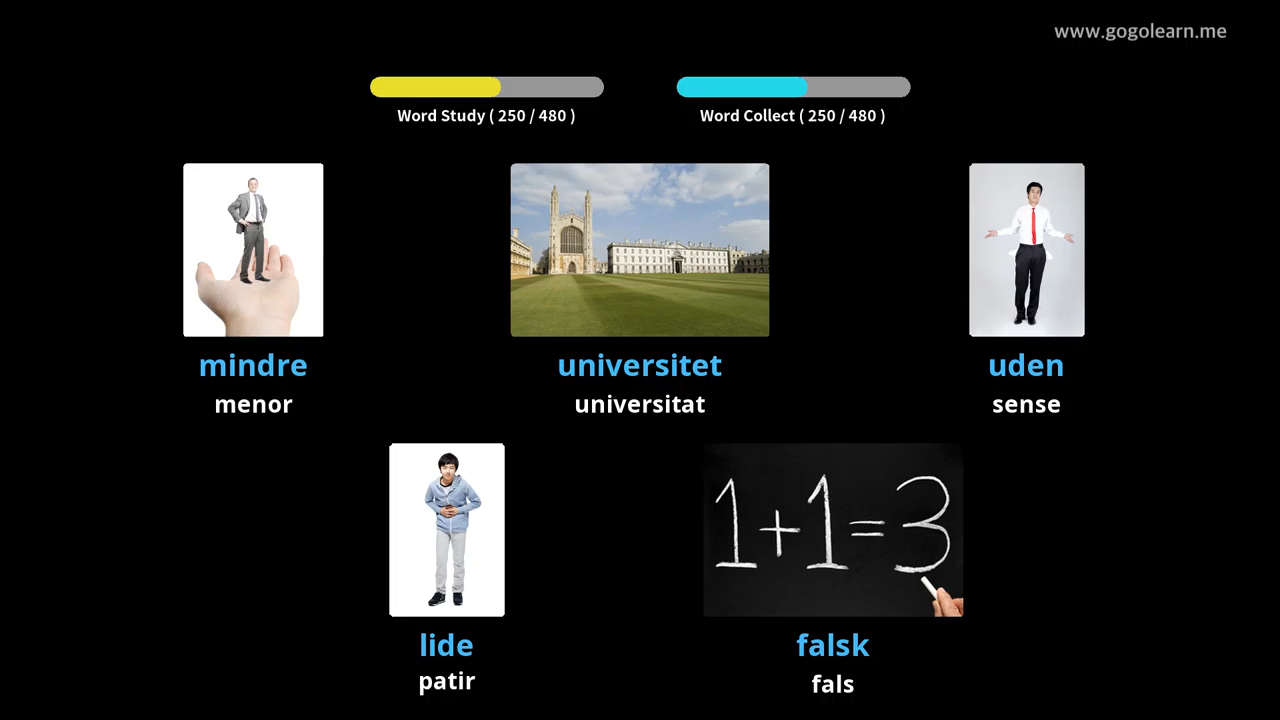 www.gogolearn.me
Word Study ( 250 / 480 )
Word Collect ( 250 / 480 )
mindre
menor
universitet
universitat
uden
sense
lide
patir
1+1=3
falsk
fals